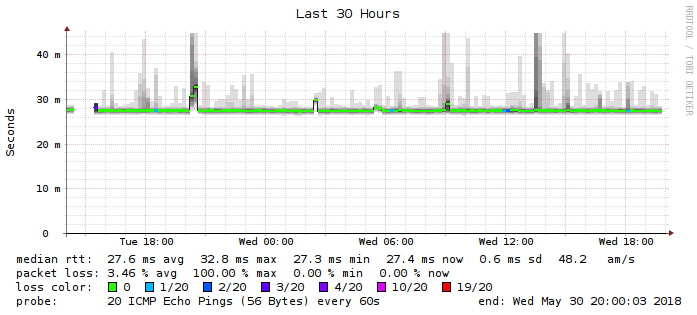 Last 30 Hours
RRDTOOL / TOBI OETIKER
Seconds
40 m
30 m
20 m
10 m
0
Tue 18:00 Wed 00:00 Wed 06:00 Wed 12:00 Wed 18:00
median rtt: 27.6 ms avg 32.8 ms max 27.3 ms min 27.4 ms now 0.6 ms sd 48.2 am/s
packet loss: 3.46 % avg 100.00 % max 0.00 % min 0.00 % now
loss color: 0 1/20 2/20 3/20 4/20 10/20 19/20
probe: 20 ICMP Echo Pings (56 Bytes) every 60s end: Wed May 30 20:00:03 2018